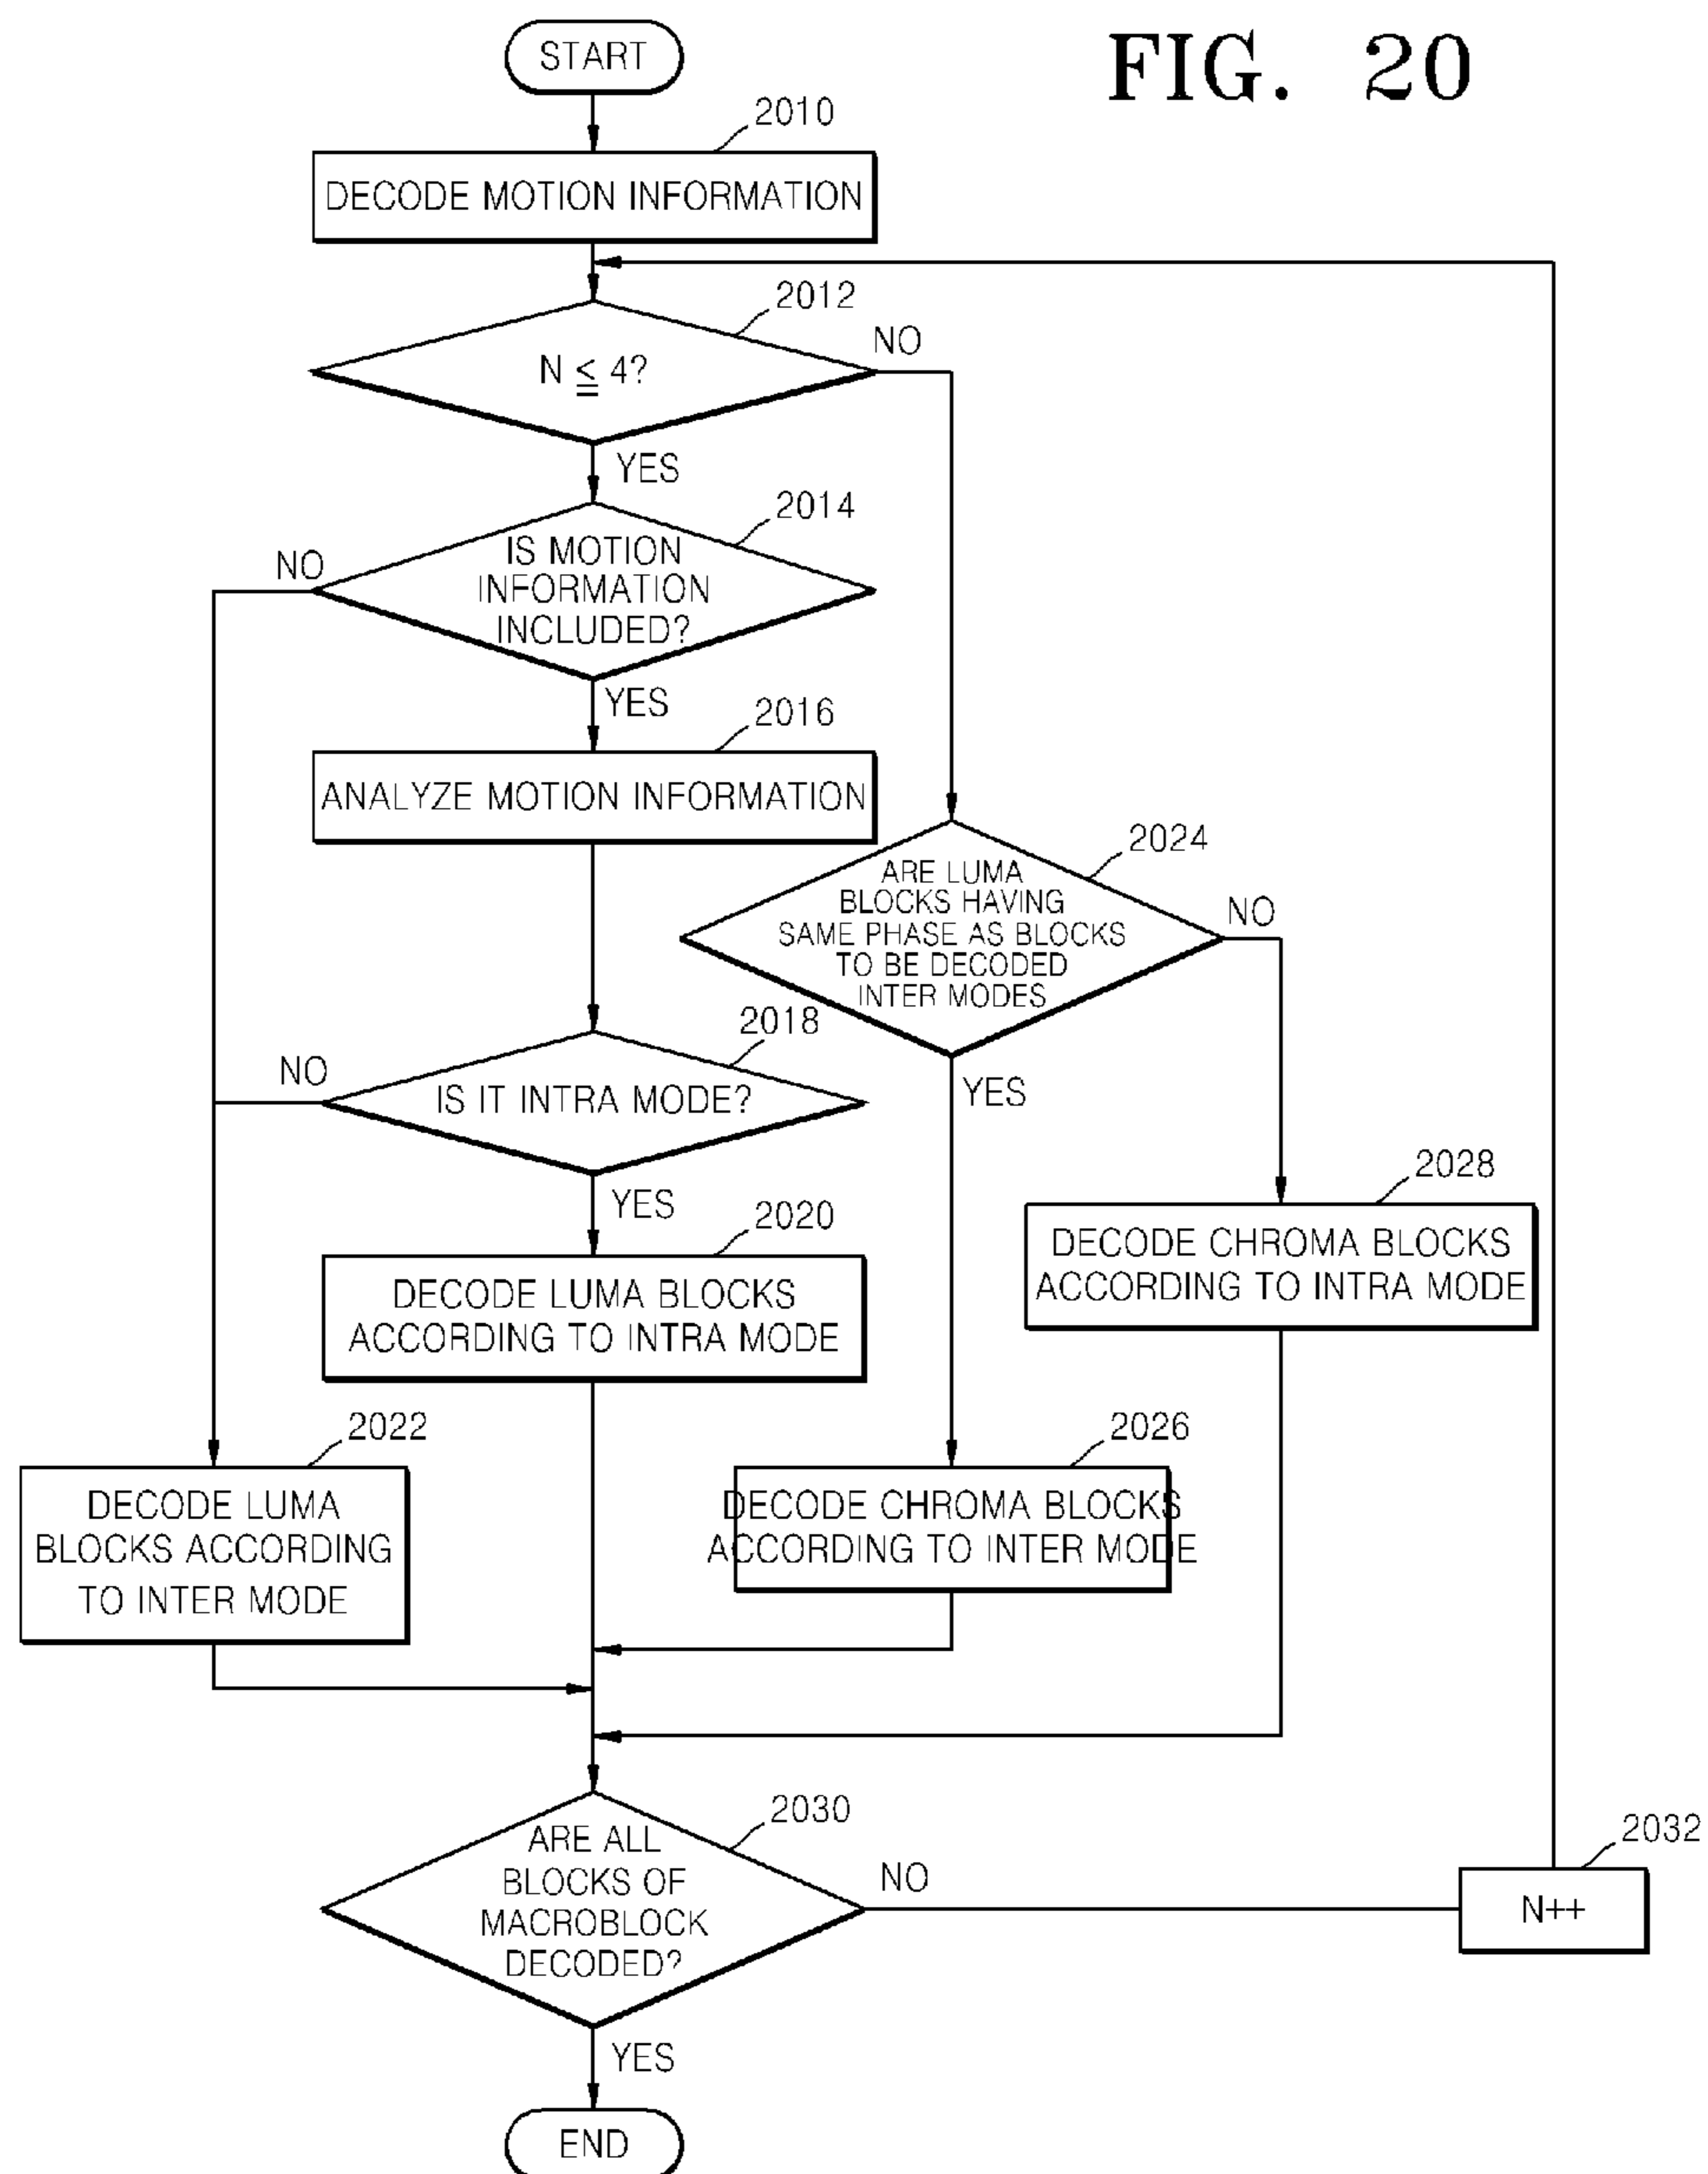 FIG. 20
START
2010
DECODE MOTION INFORMATION
2012
N ≦ 4?
NO
YES
2014
IS MOTION
INFORMATION
INCLUDED?
NO
YES
2016
ANALYZE MOTION INFORMATION
2024
ARE LUMA
BLOCKS HAVING
SAME PHASE AS BLOCKS
TO BE DECODED
INTER MODES
NO
YES
2018
IS IT INTRA MODE?
NO
YES
2020
DECODE LUMA BLOCKS
ACCORDING TO INTRA MODE
2028
DECODE CHROMA BLOCKS
ACCORDING TO INTRA MODE
2022
DECODE LUMA
BLOCKS ACCORDING
TO INTER MODE
2026
DECODE CHROMA BLOCKS
ACCORDING TO INTER MODE
2030
ARE ALL
BLOCKS OF
MACROBLOCK
DECODED?
NO
2032
N++
YES
END